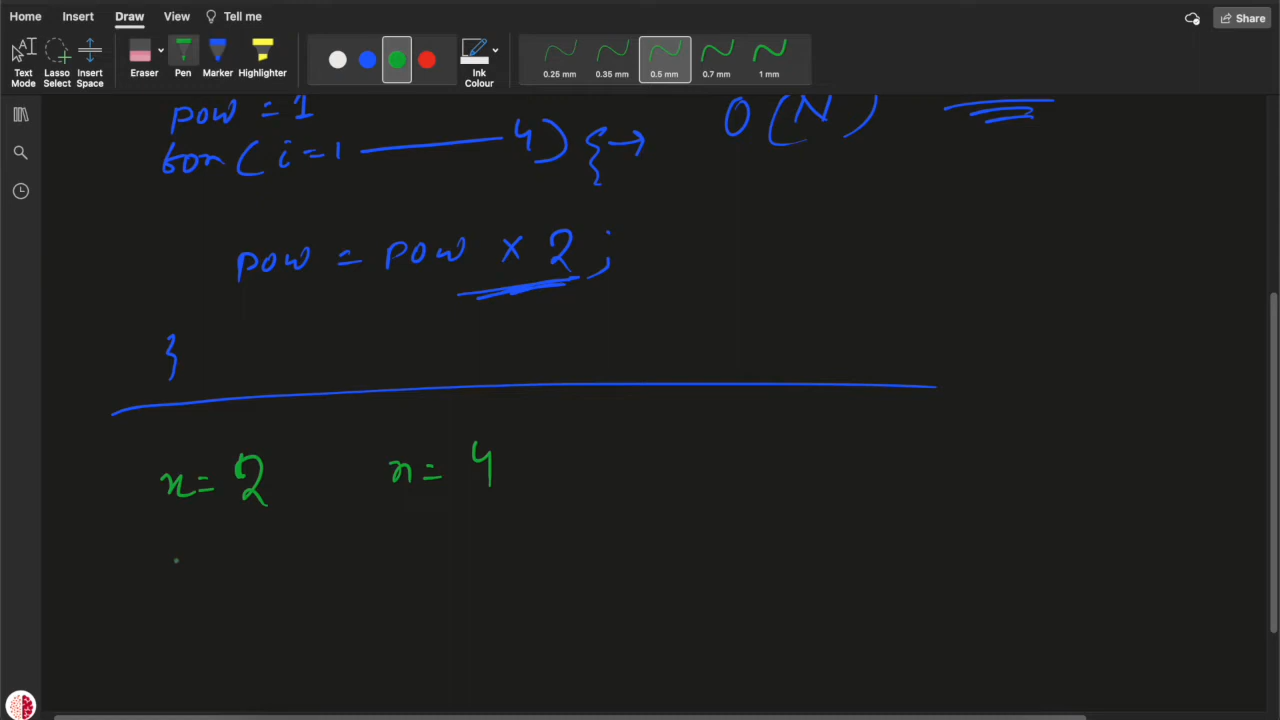 Home Insert Draw View Tell me Share
Text Mode Lasso Select Insert Space Eraser Pen Marker Highlighter Ink Colour 0.25 mm 0.35 mm 0.5 mm 0.7 mm 1 mm
pow = 1 O(N)
for( i=1 4) { →
pow = pow x 2 ;
}
x = 2 n = 4